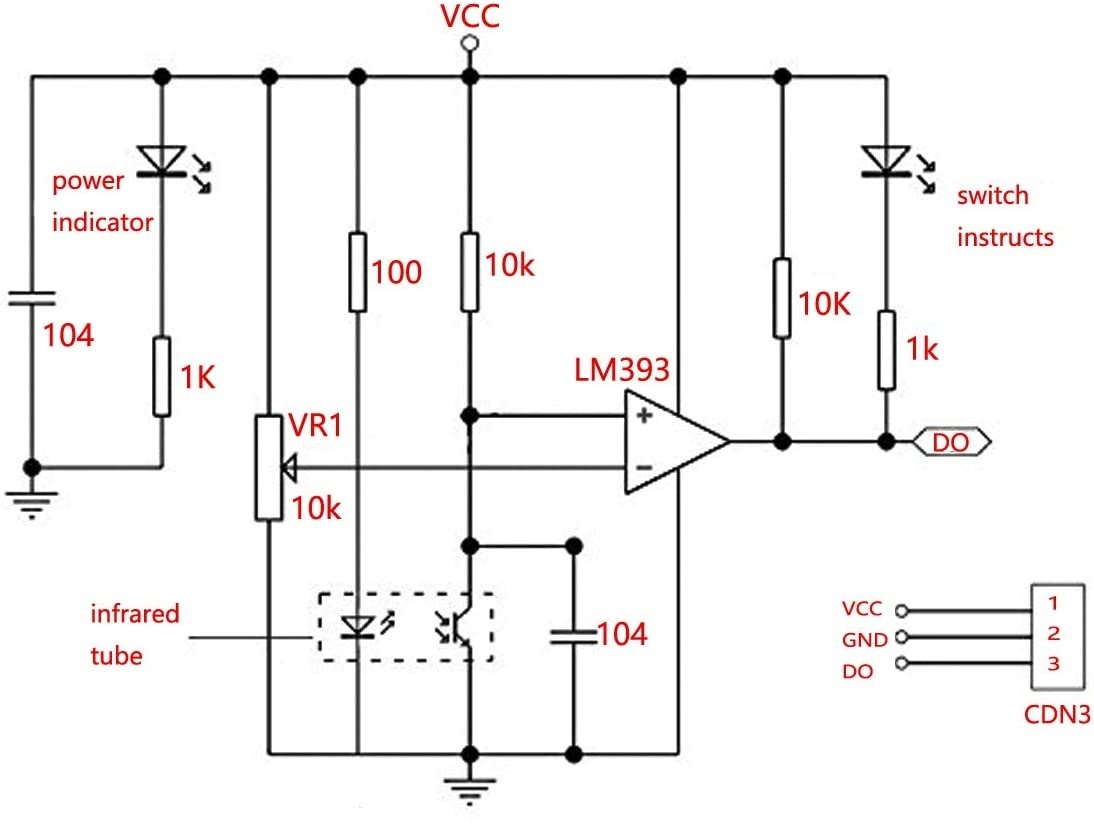 VCC
power
indicator
104
1K
100
10k
VR1
10k
LM393
+
−
10K
switch
instructs
1k
DO
infrared
tube
104
VCC
GND
DO
1
2
3
CDN3